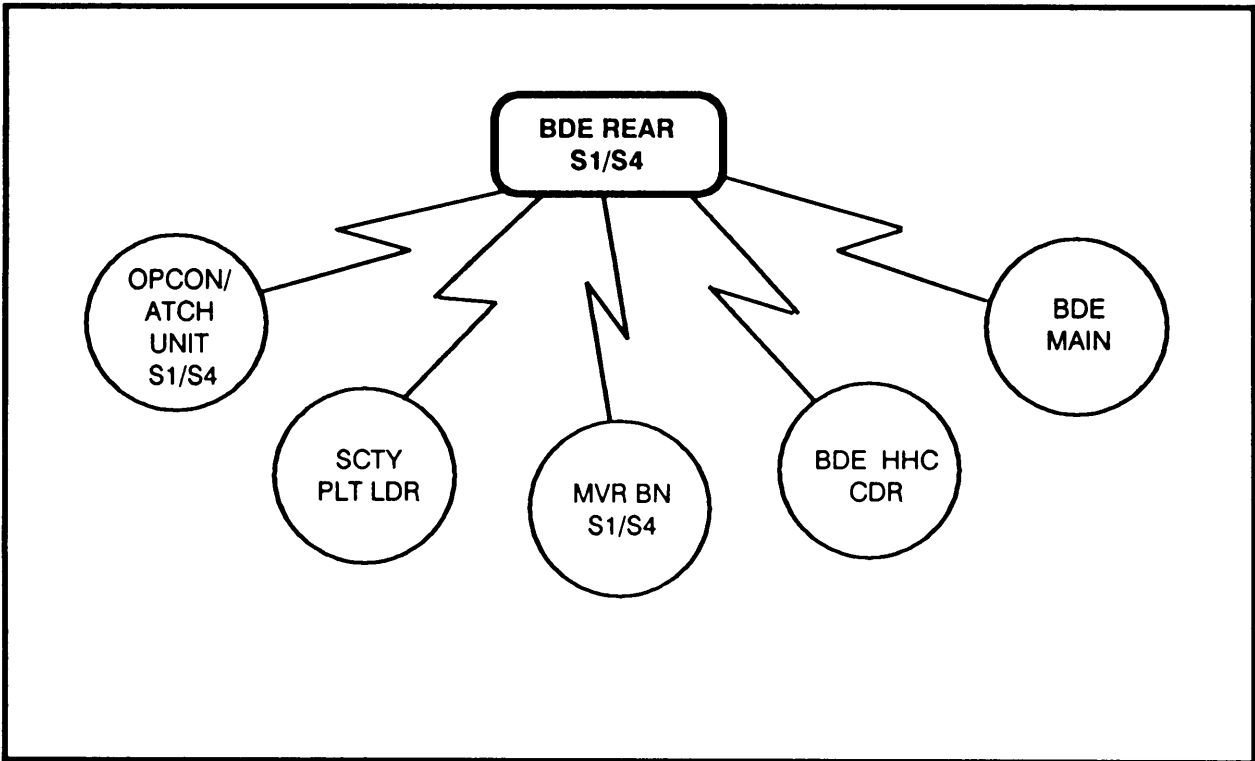 BDE REAR
S1/S4
OPCON/
ATCH
UNIT
S1/S4
SCTY
PLT LDR
MVR BN
S1/S4
BDE HHC
CDR
BDE
MAIN